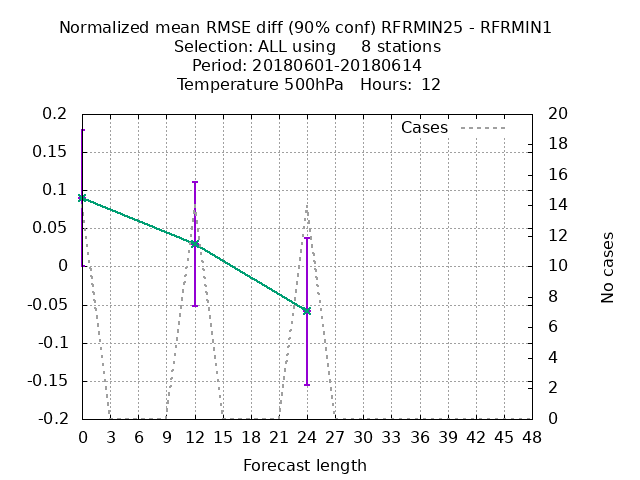 Normalized mean RMSE diff (90% conf) RFRMIN25 - RFRMIN1
Selection: ALL using     8 stations
Period: 20180601-20180614
Temperature 500hPa   Hours:  12
Cases
0.2
0.15
0.1
0.05
0
-0.05
-0.1
-0.15
-0.2
20
18
16
14
12
10
8
6
4
2
0
No cases
0 3 6 9 12 15 18 21 24 27 30 33 36 39 42 45 48
Forecast length